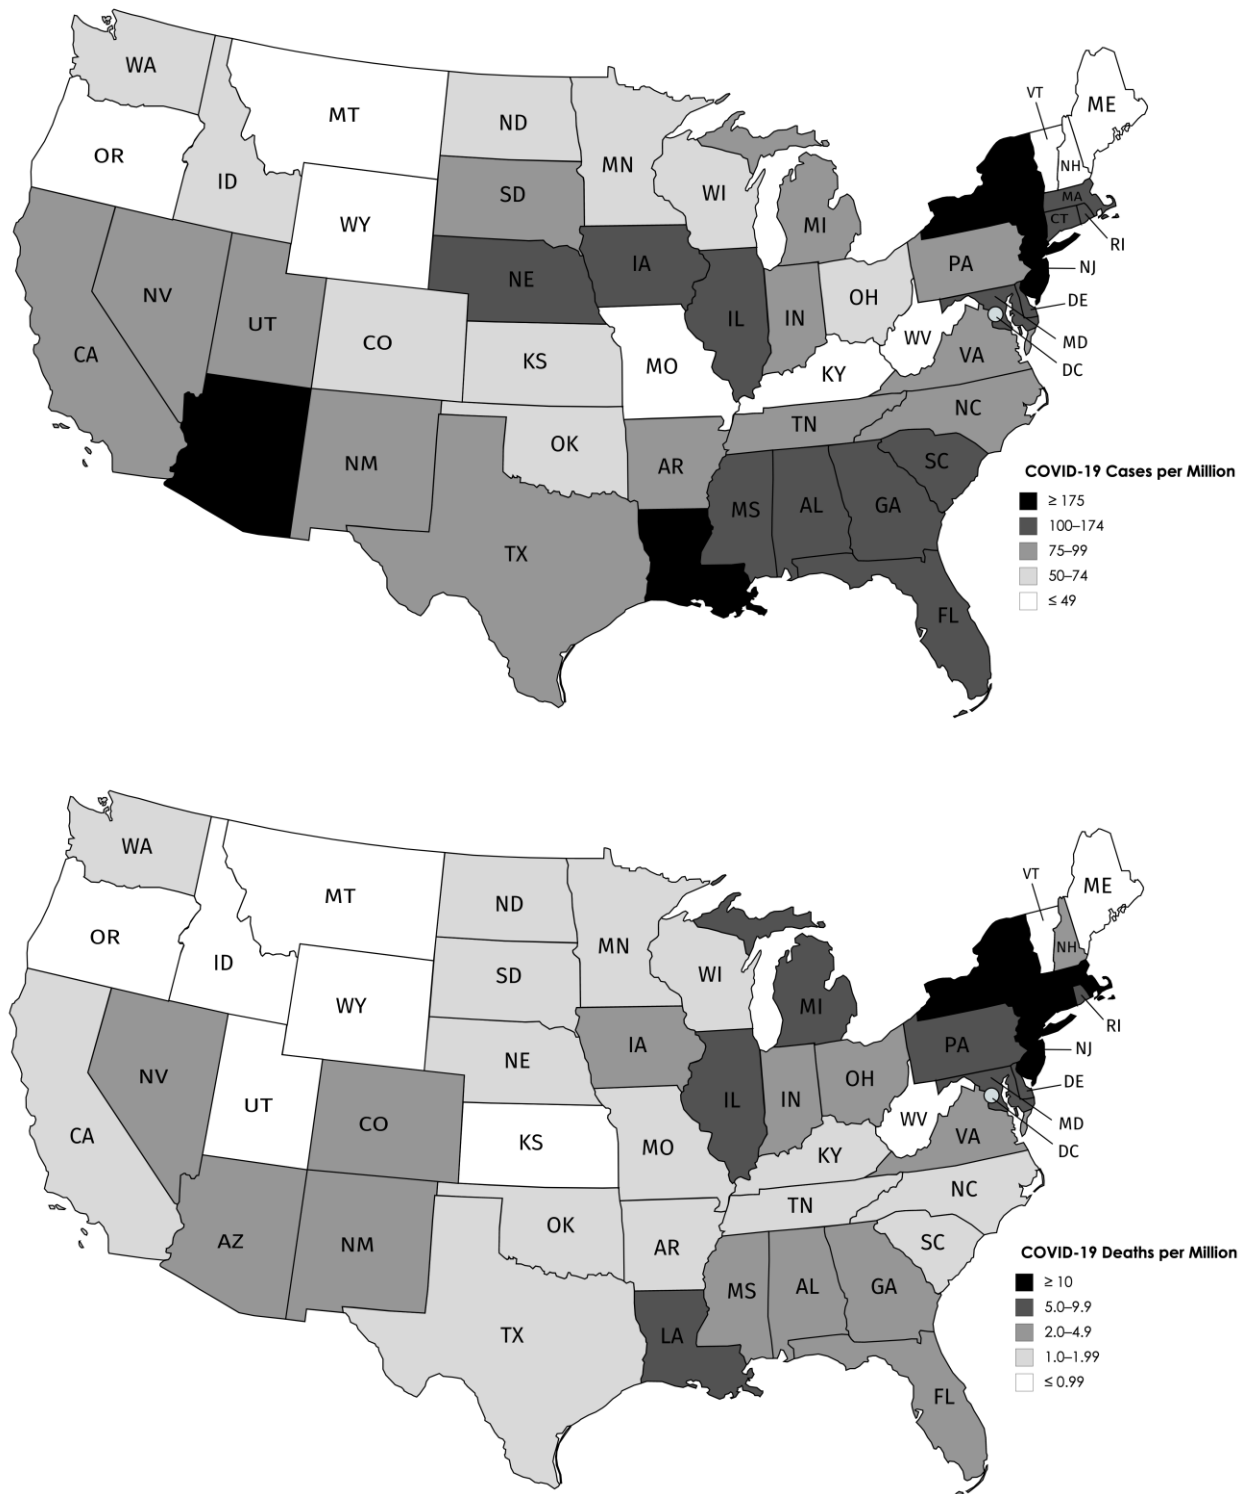 WA
MT
ND
MN
OR
ID
SD
WI
MI
VT
ME
NH
MA
CT
RI
WY
NE
IA
PA
NJ
NV
UT
CO
IL
IN
OH
DE
CA
KS
MO
WV
VA
MD
KY
DC
NC
TN
NM
OK
AR
SC
TX
MS
AL
GA
FL
COVID-19 Cases per Million
≥ 175
100–174
75–99
50–74
≤ 49
WA
MT
ND
MN
OR
ID
SD
WI
MI
VT
ME
NH
RI
WY
NE
IA
PA
NJ
NV
UT
CO
IL
IN
OH
DE
CA
KS
MO
WV
VA
MD
KY
DC
NC
TN
AZ
NM
OK
AR
SC
TX
LA
MS
AL
GA
FL
COVID-19 Deaths per Million
≥ 10
5.0–9.9
2.0–4.9
1.0–1.99
≤ 0.99